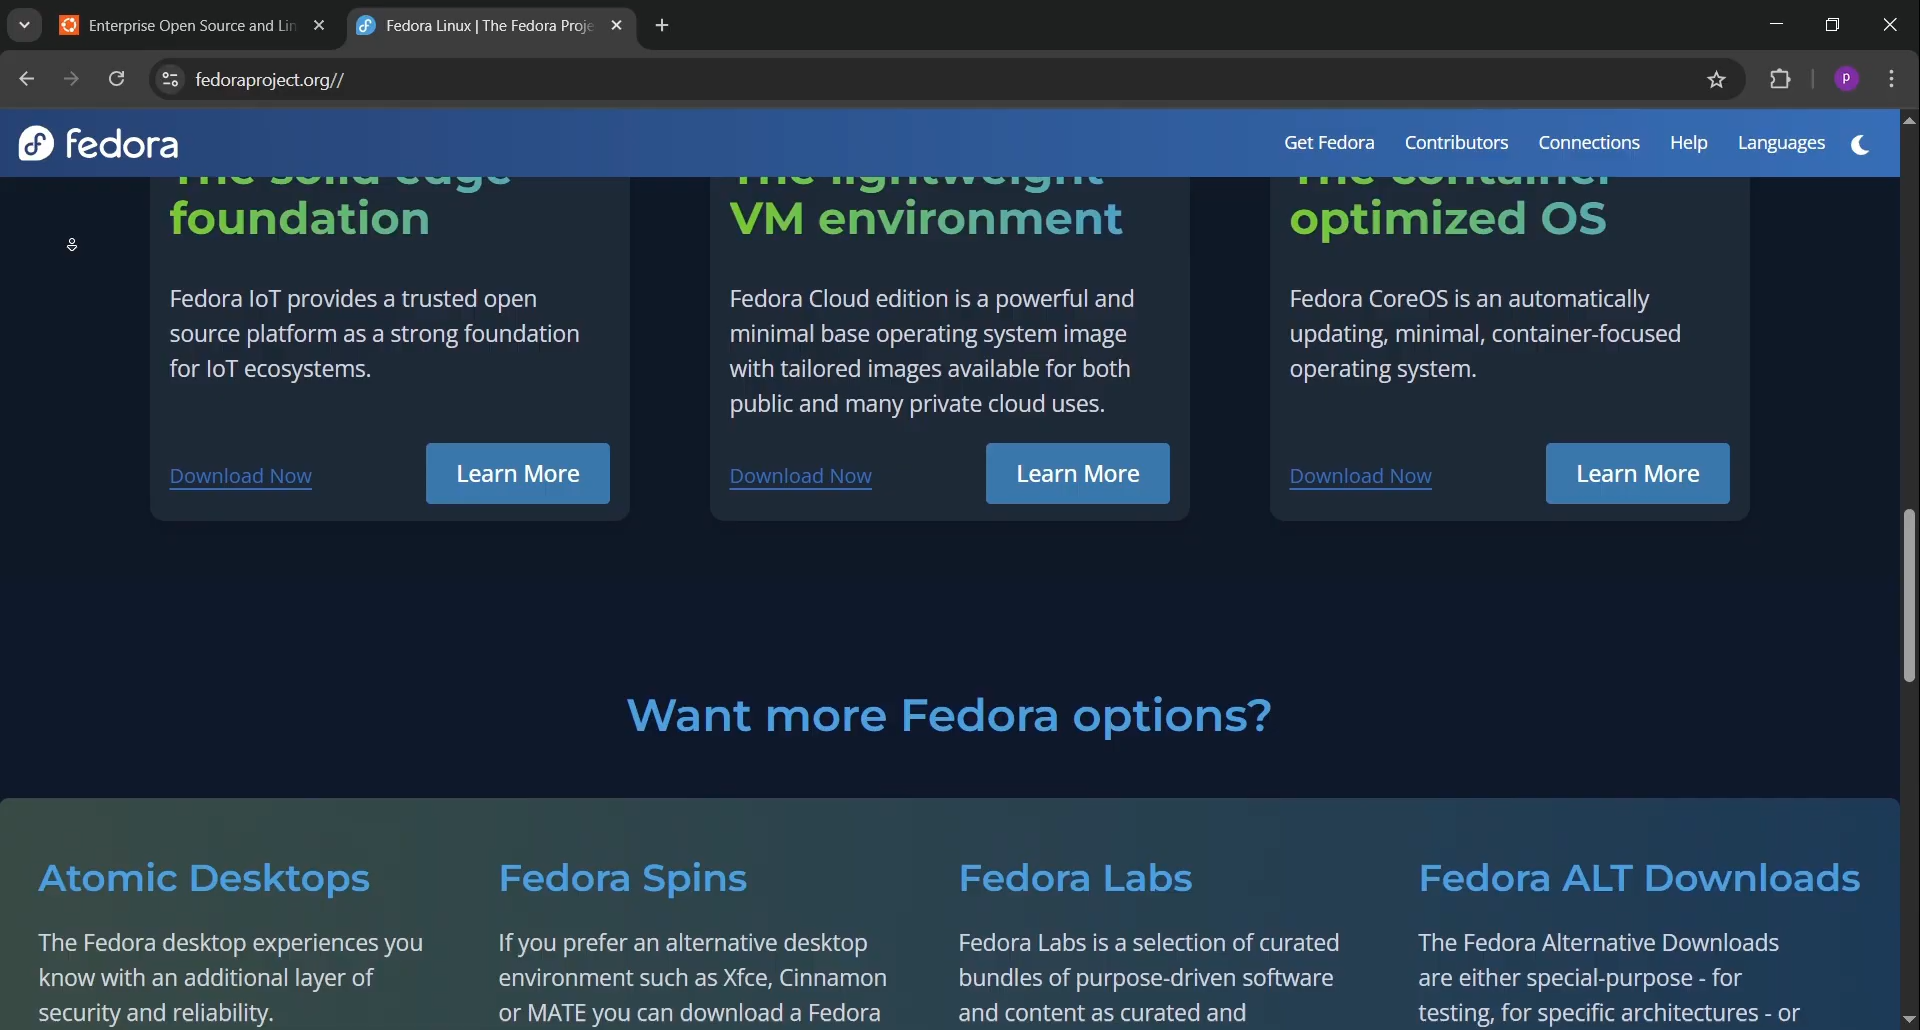 Enterprise Open Source and Lin
Fedora Linux | The Fedora Proje
fedoraproject.org//
P
fedora
Get Fedora
Contributors
Connections
Help
Languages
The solid edge
foundation
Fedora IoT provides a trusted open
source platform as a strong foundation
for IoT ecosystems.
Download Now
Learn More
The lightweight
VM environment
Fedora Cloud edition is a powerful and
minimal base operating system image
with tailored images available for both
public and many private cloud uses.
Download Now
Learn More
The container
optimized OS
Fedora CoreOS is an automatically
updating, minimal, container-focused
operating system.
Download Now
Learn More
Want more Fedora options?
Atomic Desktops
The Fedora desktop experiences you
know with an additional layer of
security and reliability.
Fedora Spins
If you prefer an alternative desktop
environment such as Xfce, Cinnamon
or MATE you can download a Fedora
Fedora Labs
Fedora Labs is a selection of curated
bundles of purpose-driven software
and content as curated and
Fedora ALT Downloads
The Fedora Alternative Downloads
are either special-purpose - for
testing, for specific architectures - or